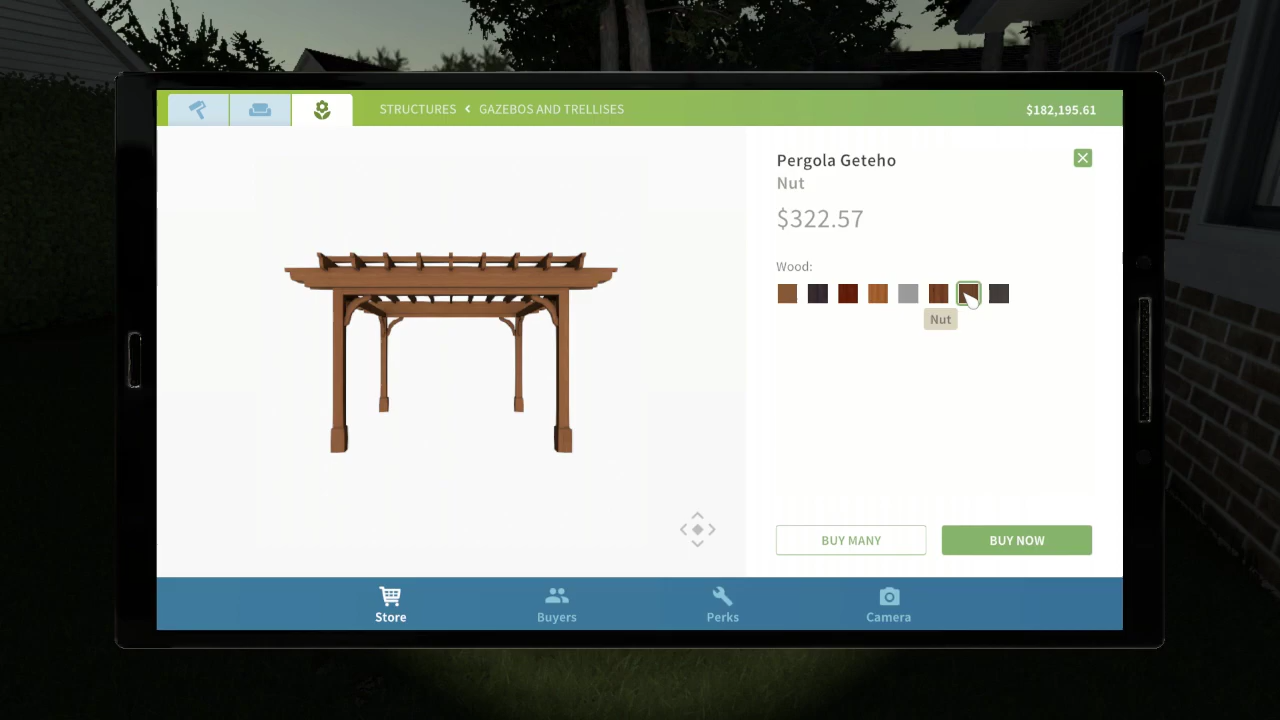 STRUCTURES < GAZEBOS AND TRELLISES
$182,195.61
Pergola Geteho
Nut
$322.57
Wood:
Nut
BUY MANY
BUY NOW
Store
Buyers
Perks
Camera